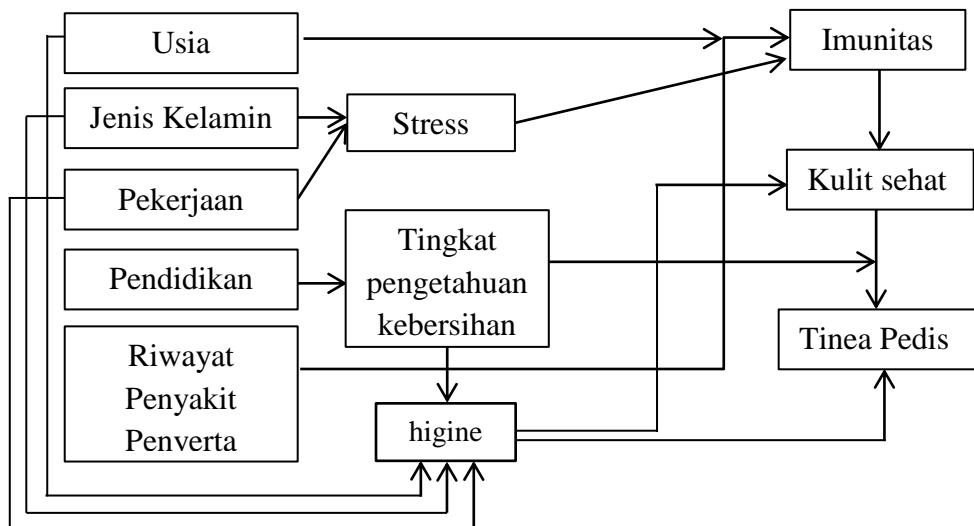 Usia
Imunitas
Jenis Kelamin
Stress
Pekerjaan
Kulit sehat
Pendidikan
Tingkat
pengetahuan
kebersihan
Tinea Pedis
Riwayat
Penyakit
Penverta
higine